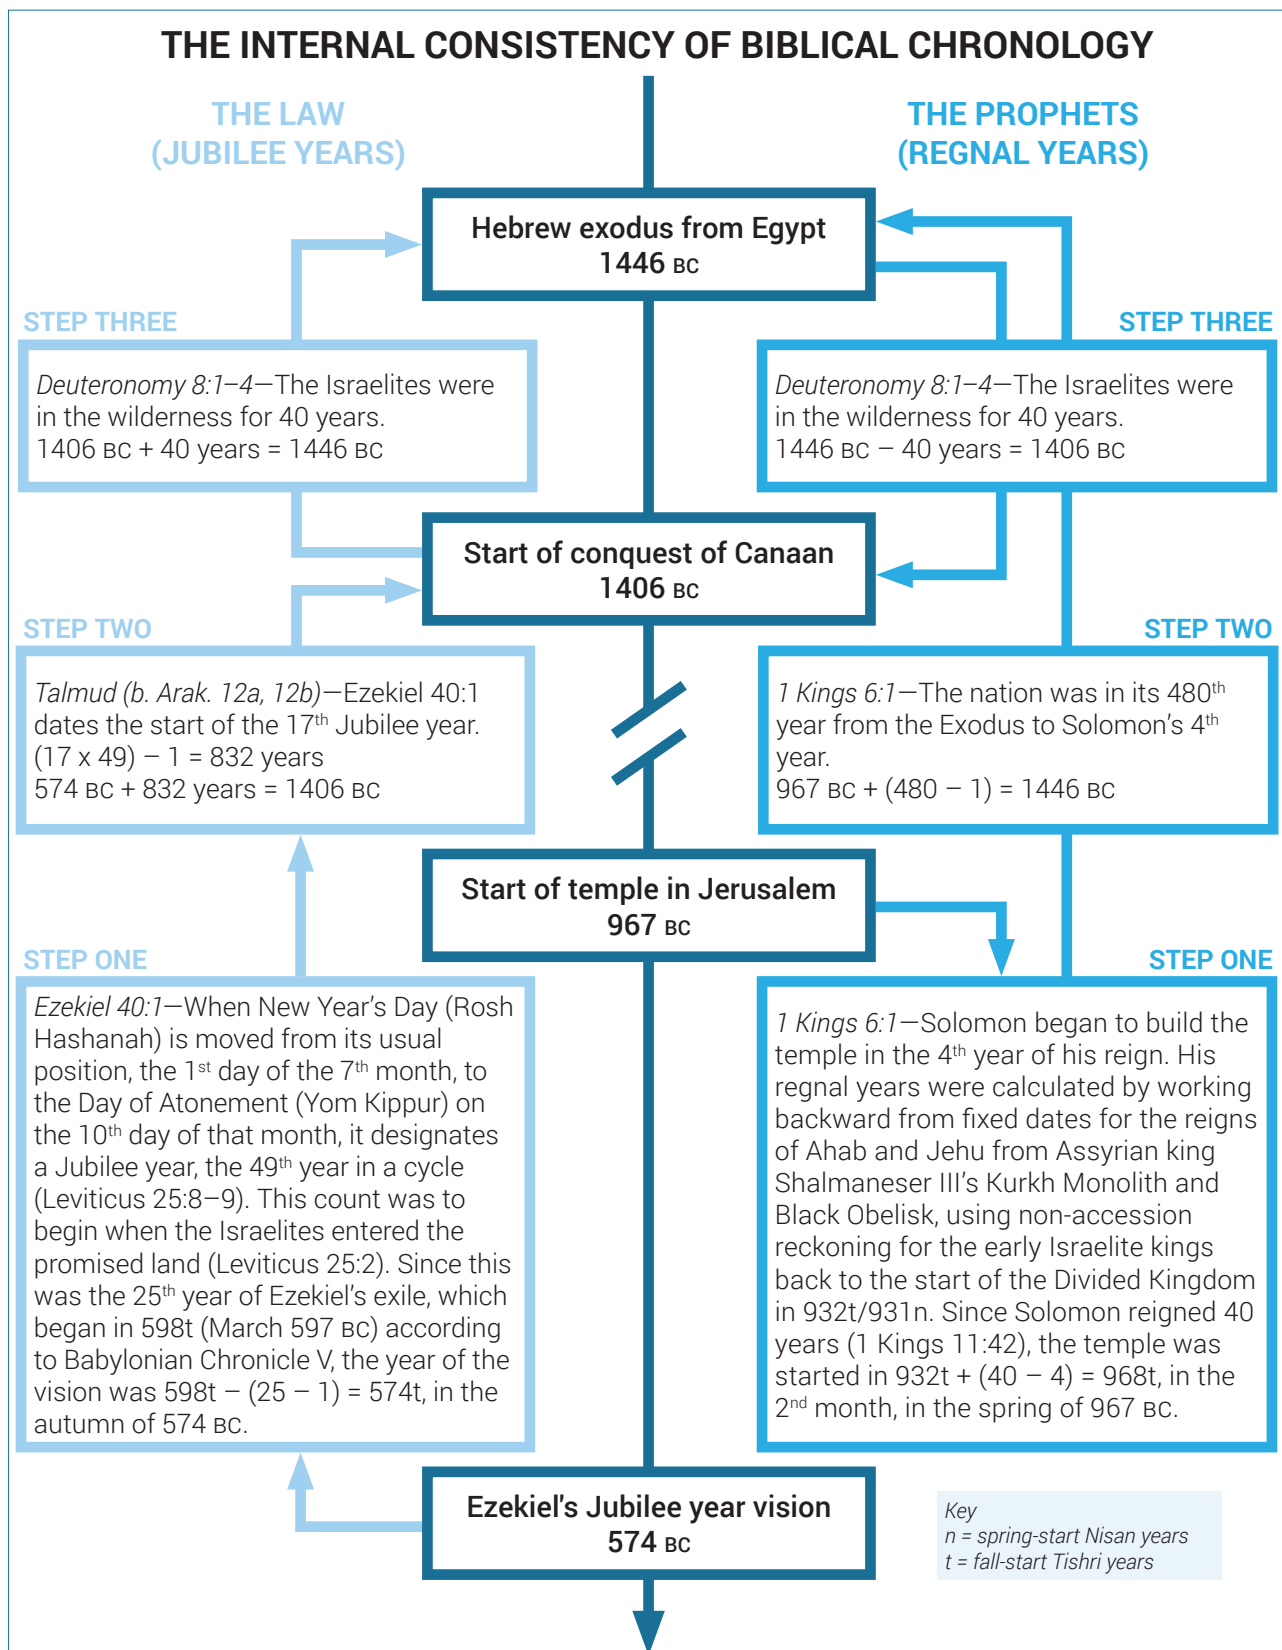 THE INTERNAL CONSISTENCY OF BIBLICAL CHRONOLOGY
THE LAW
(JUBILEE YEARS)
THE PROPHETS
(REGNAL YEARS)
Hebrew exodus from Egypt
1446 BC
STEP THREE
Deuteronomy 8:1–4—The Israelites were
in the wilderness for 40 years.
1406 BC + 40 years = 1446 BC
STEP THREE
Deuteronomy 8:1–4—The Israelites were
in the wilderness for 40 years.
1446 BC – 40 years = 1406 BC
Start of conquest of Canaan
1406 BC
STEP TWO
Talmud (b. Arak. 12a, 12b)—Ezekiel 40:1
dates the start of the 17th Jubilee year.
(17 x 49) – 1 = 832 years
574 BC + 832 years = 1406 BC
STEP TWO
1 Kings 6:1—The nation was in its 480th
year from the Exodus to Solomon’s 4th
year.
967 BC + (480 – 1) = 1446 BC
Start of temple in Jerusalem
967 BC
STEP ONE
Ezekiel 40:1—When New Year’s Day (Rosh
Hashanah) is moved from its usual
position, the 1st day of the 7th month, to
the Day of Atonement (Yom Kippur) on
the 10th day of that month, it designates
a Jubilee year, the 49th year in a cycle
(Leviticus 25:8–9). This count was to
begin when the Israelites entered the
promised land (Leviticus 25:2). Since this
was the 25th year of Ezekiel’s exile, which
began in 598t (March 597 BC) according
to Babylonian Chronicle V, the year of the
vision was 598t – (25 – 1) = 574t, in the
autumn of 574 BC.
STEP ONE
1 Kings 6:1—Solomon began to build the
temple in the 4th year of his reign. His
regnal years were calculated by working
backward from fixed dates for the reigns
of Ahab and Jehu from Assyrian king
Shalmaneser III’s Kurkh Monolith and
Black Obelisk, using non-accession
reckoning for the early Israelite kings
back to the start of the Divided Kingdom
in 932t/931n. Since Solomon reigned 40
years (1 Kings 11:42), the temple was
started in 932t + (40 – 4) = 968t, in the
2nd month, in the spring of 967 BC.
Ezekiel's Jubilee year vision
574 BC
Key
n = spring-start Nisan years
t = fall-start Tishri years